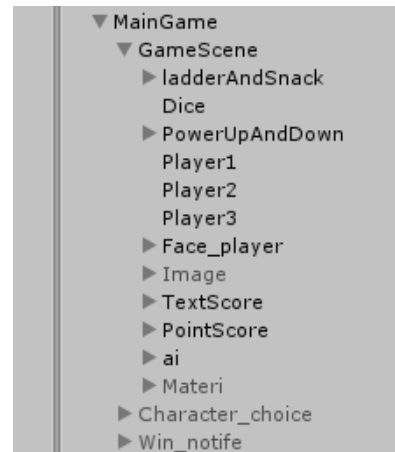 MainGame
GameScene
ladderAndSnack
Dice
PowerUpAndDown
Player1
Player2
Player3
Face_player
Image
TextScore
PointScore
ai
Materi
Character_choice
Win_notife